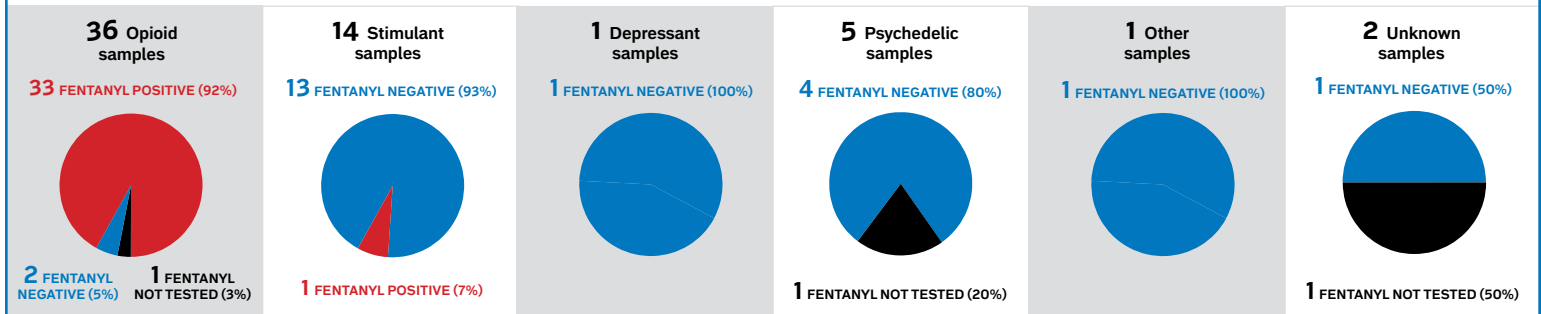 36 Opioid
samples
33 FENTANYL POSITIVE (92%)
2 FENTANYL
NEGATIVE (5%)
1 FENTANYL
NOT TESTED (3%)
14 Stimulant
samples
13 FENTANYL NEGATIVE (93%)
1 FENTANYL POSITIVE (7%)
1 Depressant
samples
1 FENTANYL NEGATIVE (100%)
5 Psychedelic
samples
4 FENTANYL NEGATIVE (80%)
1 FENTANYL NOT TESTED (20%)
1 Other
samples
1 FENTANYL NEGATIVE (100%)
2 Unknown
samples
1 FENTANYL NEGATIVE (50%)
1 FENTANYL NOT TESTED (50%)